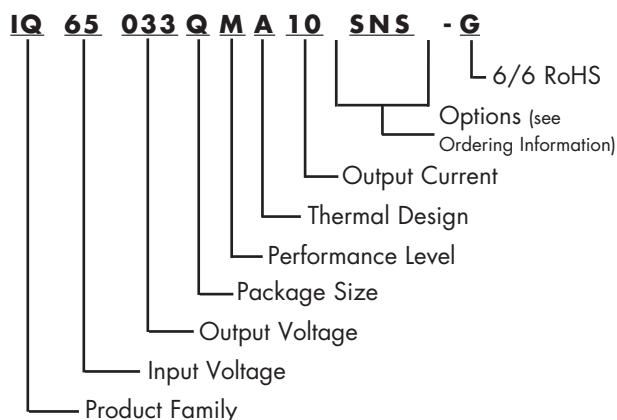 IQ 65 033 Q M A 10 SNS - G
6/6 RoHS
Options (see
Ordering Information)
Output Current
Thermal Design
Performance Level
Package Size
Output Voltage
Input Voltage
Product Family